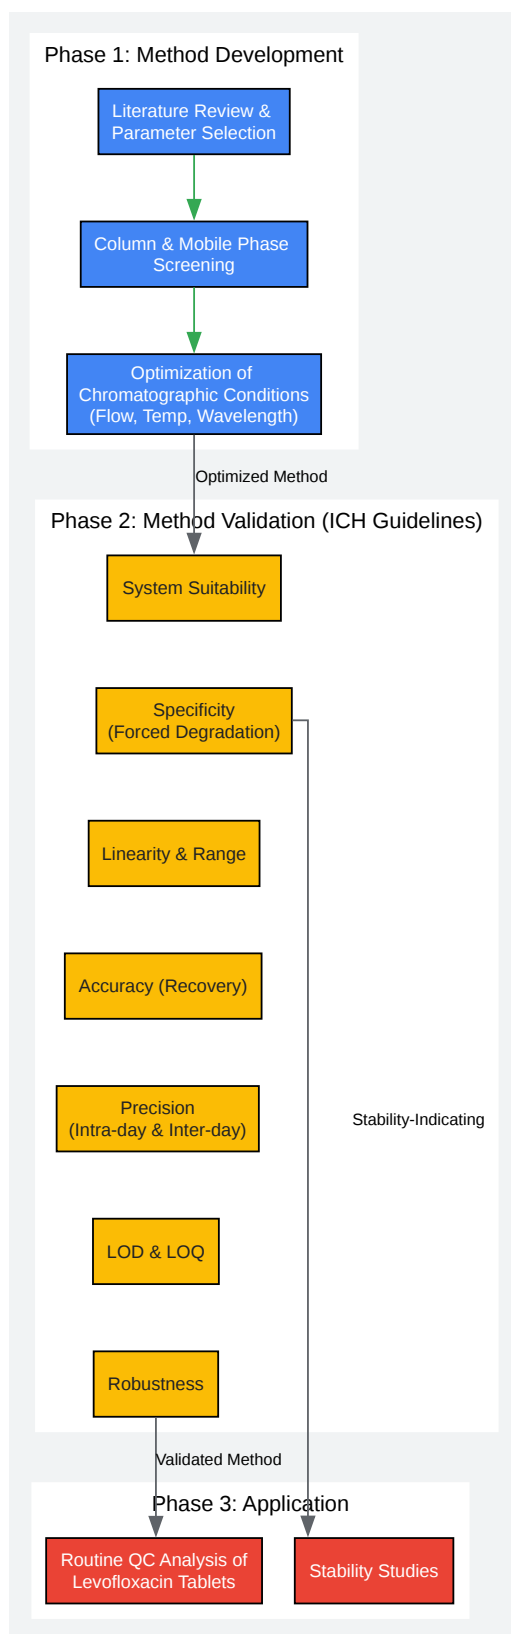 Phase 1: Method Development
Literature Review &
Parameter Selection
Column & Mobile Phase
Screening
Optimization of
Chromatographic Conditions
(Flow, Temp, Wavelength)
Optimized Method
Phase 2: Method Validation (ICH Guidelines)
System Suitability
Specificity
(Forced Degradation)
Linearity & Range
Accuracy (Recovery)
Precision
(Intra-day & Inter-day)
Stability-Indicating
LOD & LOQ
Robustness
Validated Method
Phase 3: Application
Routine QC Analysis of
Levofloxacin Tablets
Stability Studies